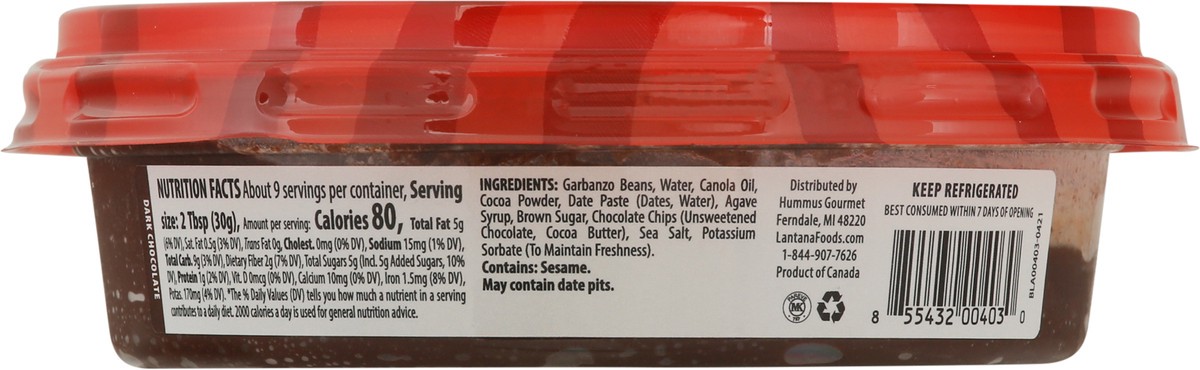 DARK CHOCOLATE
NUTRITION FACTS About 9 servings per container, Serving
size: 2 Tbsp (30g), Amount per serving: Calories 80, Total Fat 5g
(6% DV), Sat. Fat 0.5g (3% DV), Trans Fat 0g, Cholest. 0mg (0% DV), Sodium 15mg (1% DV),
Total Carb. 9g (3% DV), Dietary Fiber 2g (7% DV), Total Sugars 5g (Incl. 5g Added Sugars, 10%
DV), Protein 1g (2% DV), Vit. D 0mcg (0% DV), Calcium 10mg (0% DV), Iron 1.5mg (8% DV),
Potas. 170mg (4% DV). *The % Daily Values (DV) tells you how much a nutrient in a serving
contributes to a daily diet. 2000 calories a day is used for general nutrition advice.
INGREDIENTS: Garbanzo Beans, Water, Canola Oil,
Cocoa Powder, Date Paste (Dates, Water), Agave
Syrup, Brown Sugar, Chocolate Chips (Unsweetened
Chocolate, Cocoa Butter), Sea Salt, Potassium
Sorbate (To Maintain Freshness).
Contains: Sesame.
May contain date pits.
Distributed by
Hummus Gourmet
Ferndale, MI 48220
LantanaFoods.com
1-844-907-7626
Product of Canada
MK
KEEP REFRIGERATED
BEST CONSUMED WITHIN 7 DAYS OF OPENING
8 55432 00403 0
BLA00403-0421